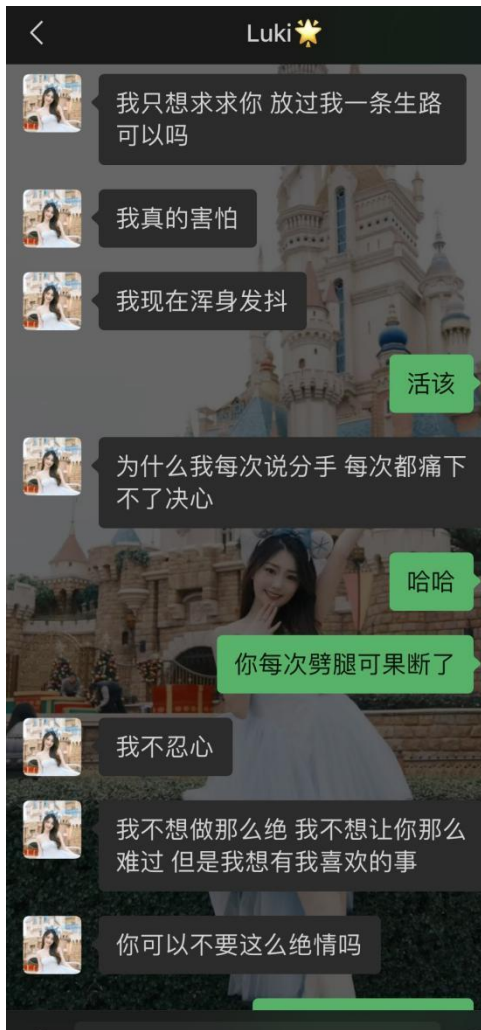 Luki🌟
我只想求求你 放过我一条生路
可以吗
我真的害怕
我现在浑身发抖
活该
为什么我每次说分手 每次都痛下
不了决心
哈哈
你每次劈腿可果断了
我不忍心
我不想做那么绝 我不想让你那么
难过 但是我想有我喜欢的事
你可以不要这么绝情吗